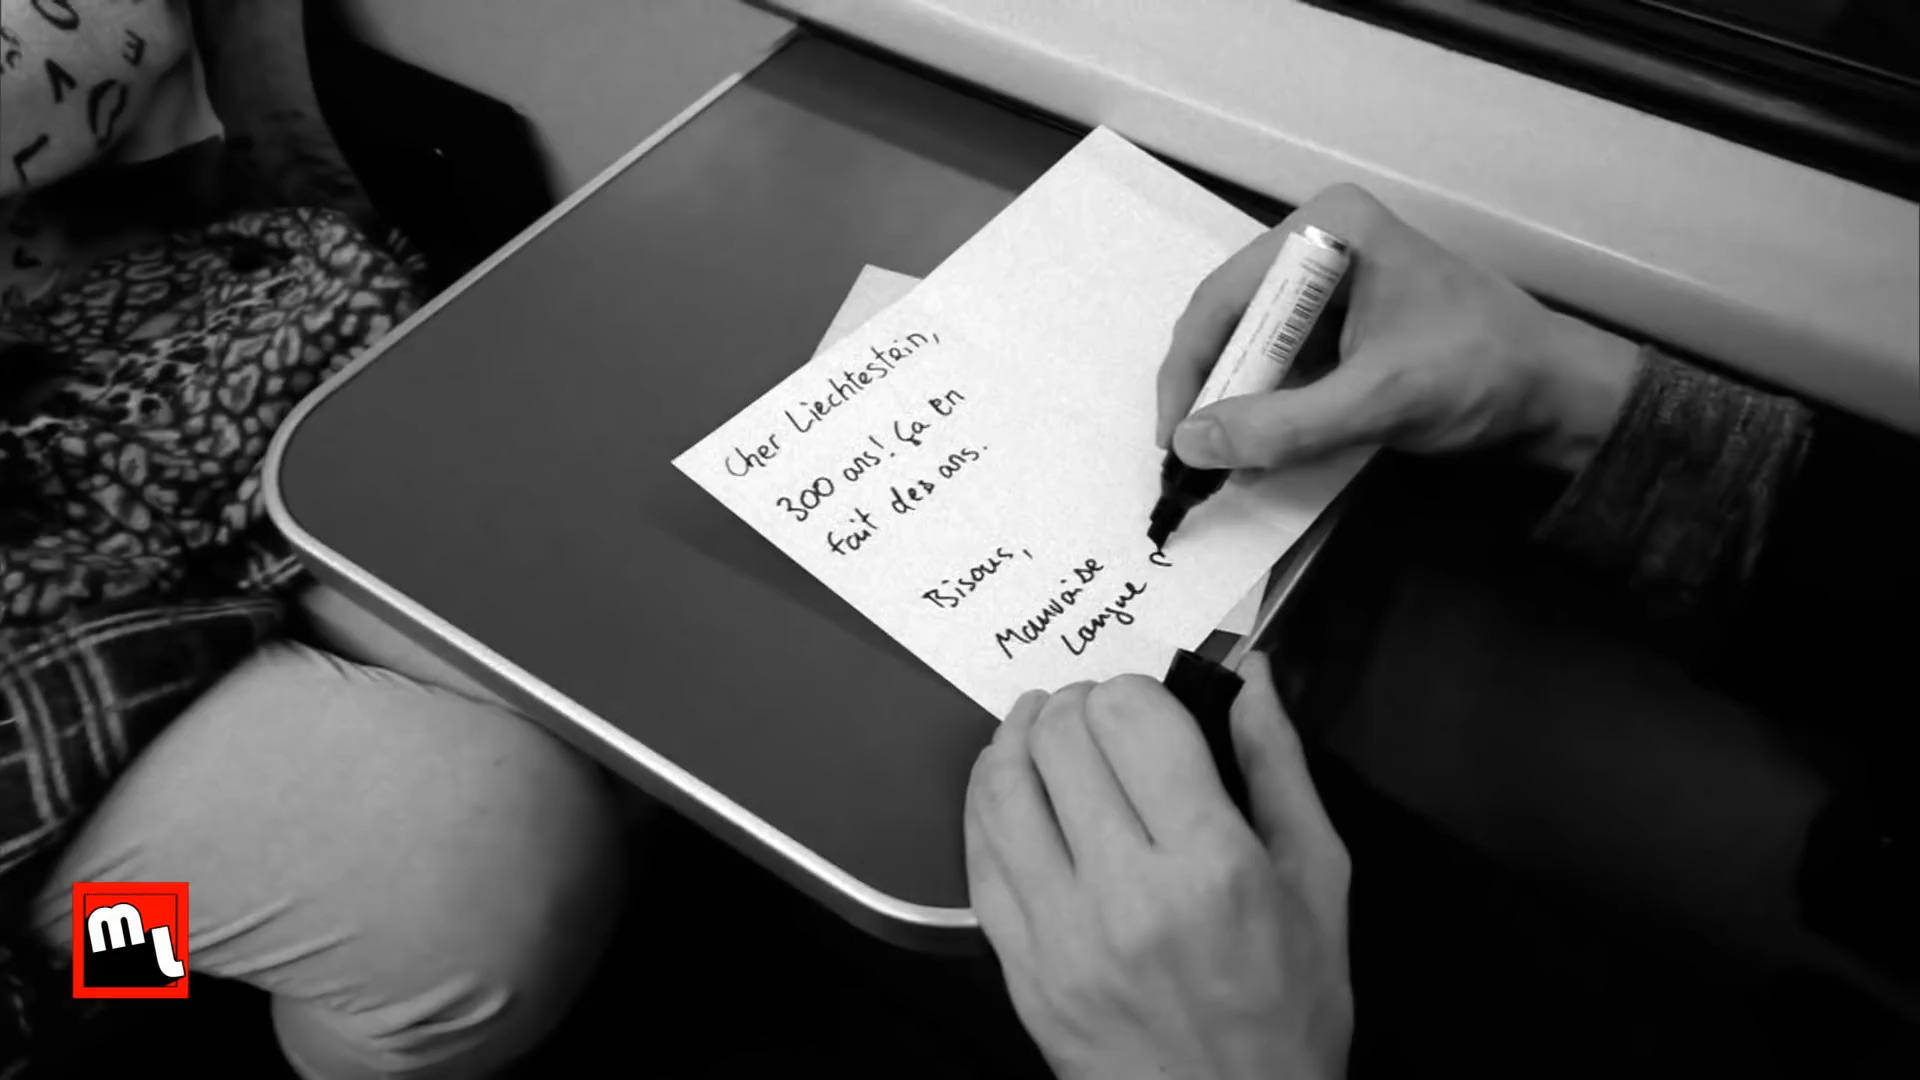 Cher Liechtestein,
300 ans! Ça en
fait des ans.
Bisous,
Mauvaise
Langue
mL